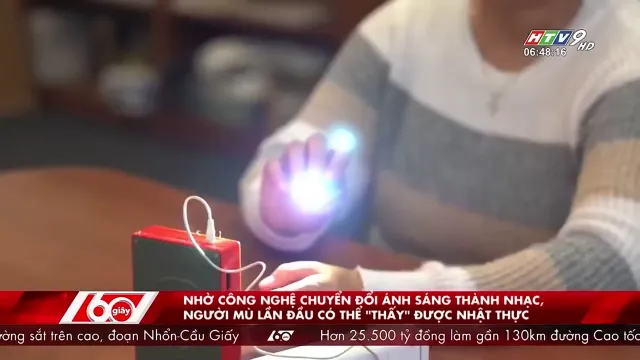 HTV9 HD
06:48:16
60 giây
NHỜ CÔNG NGHỆ CHUYỂN ĐỔI ÁNH SÁNG THÀNH NHẠC,
NGƯỜI MÙ LẦN ĐẦU CÓ THỂ "THẤY" ĐƯỢC NHẬT THỰC
ường sắt trên cao, đoạn Nhổn-Cầu Giấy Hơn 25.500 tỷ đồng làm gần 130km đường Cao tố